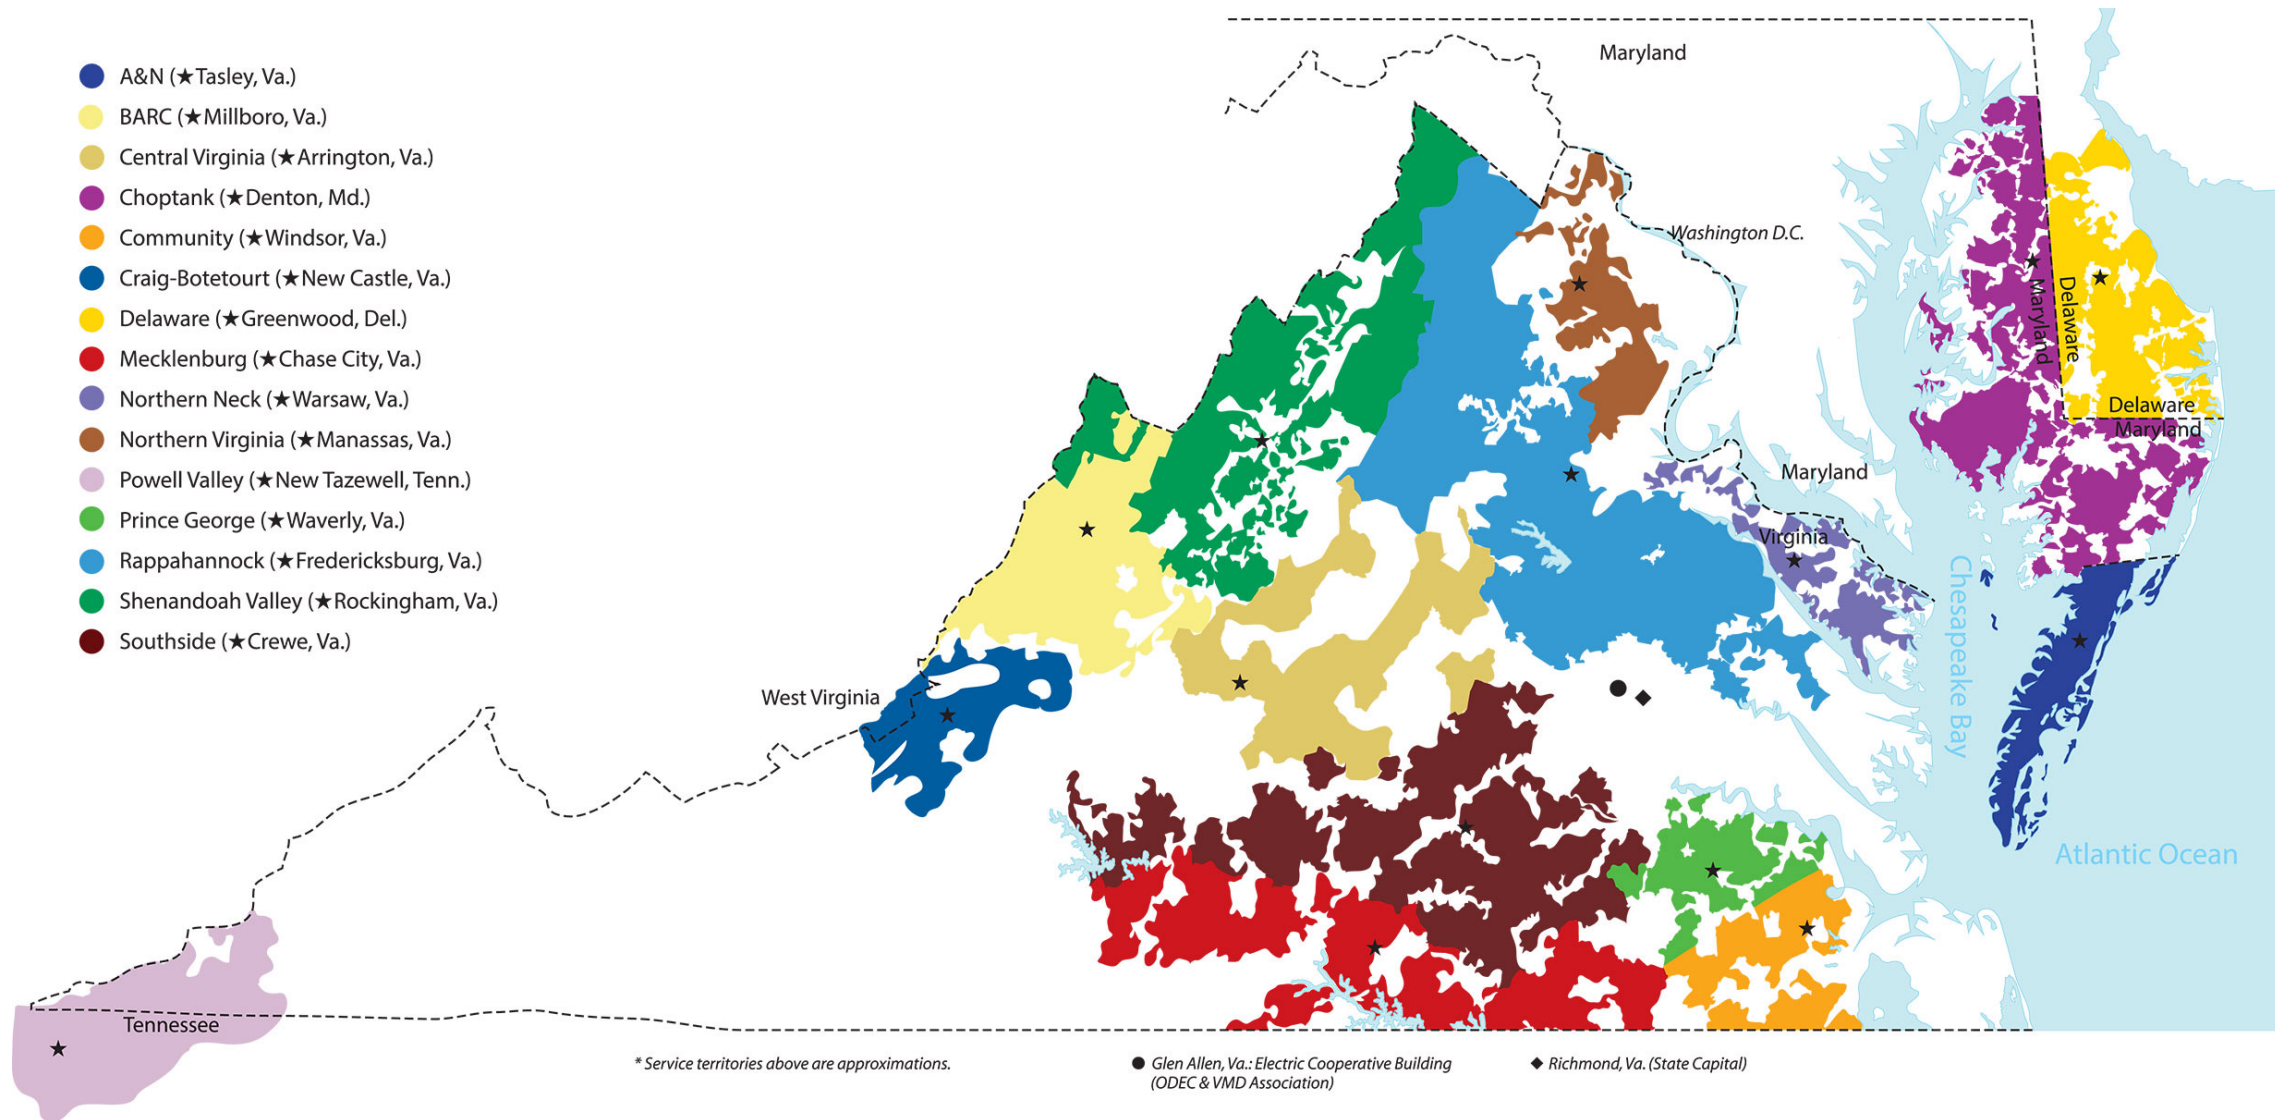 A&N (★Tasley, Va.)
BARC (★Millboro, Va.)
Central Virginia (★Arrington, Va.)
Choptank (★Denton, Md.)
Community (★Windsor, Va.)
Craig-Botetourt (★New Castle, Va.)
Delaware (★Greenwood, Del.)
Mecklenburg (★Chase City, Va.)
Northern Neck (★Warsaw, Va.)
Northern Virginia (★Manassas, Va.)
Powell Valley (★New Tazewell, Tenn.)
Prince George (★Waverly, Va.)
Rappahannock (★Fredericksburg, Va.)
Shenandoah Valley (★Rockingham, Va.)
Southside (★Crewe, Va.)
Maryland
Washington D.C.
Maryland
Delaware
Delaware
Maryland
Maryland
Virginia
Chesapeake Bay
West Virginia
Atlantic Ocean
Tennessee
* Service territories above are approximations.
Glen Allen, Va.: Electric Cooperative Building
(ODEC & VMD Association)
Richmond, Va. (State Capital)